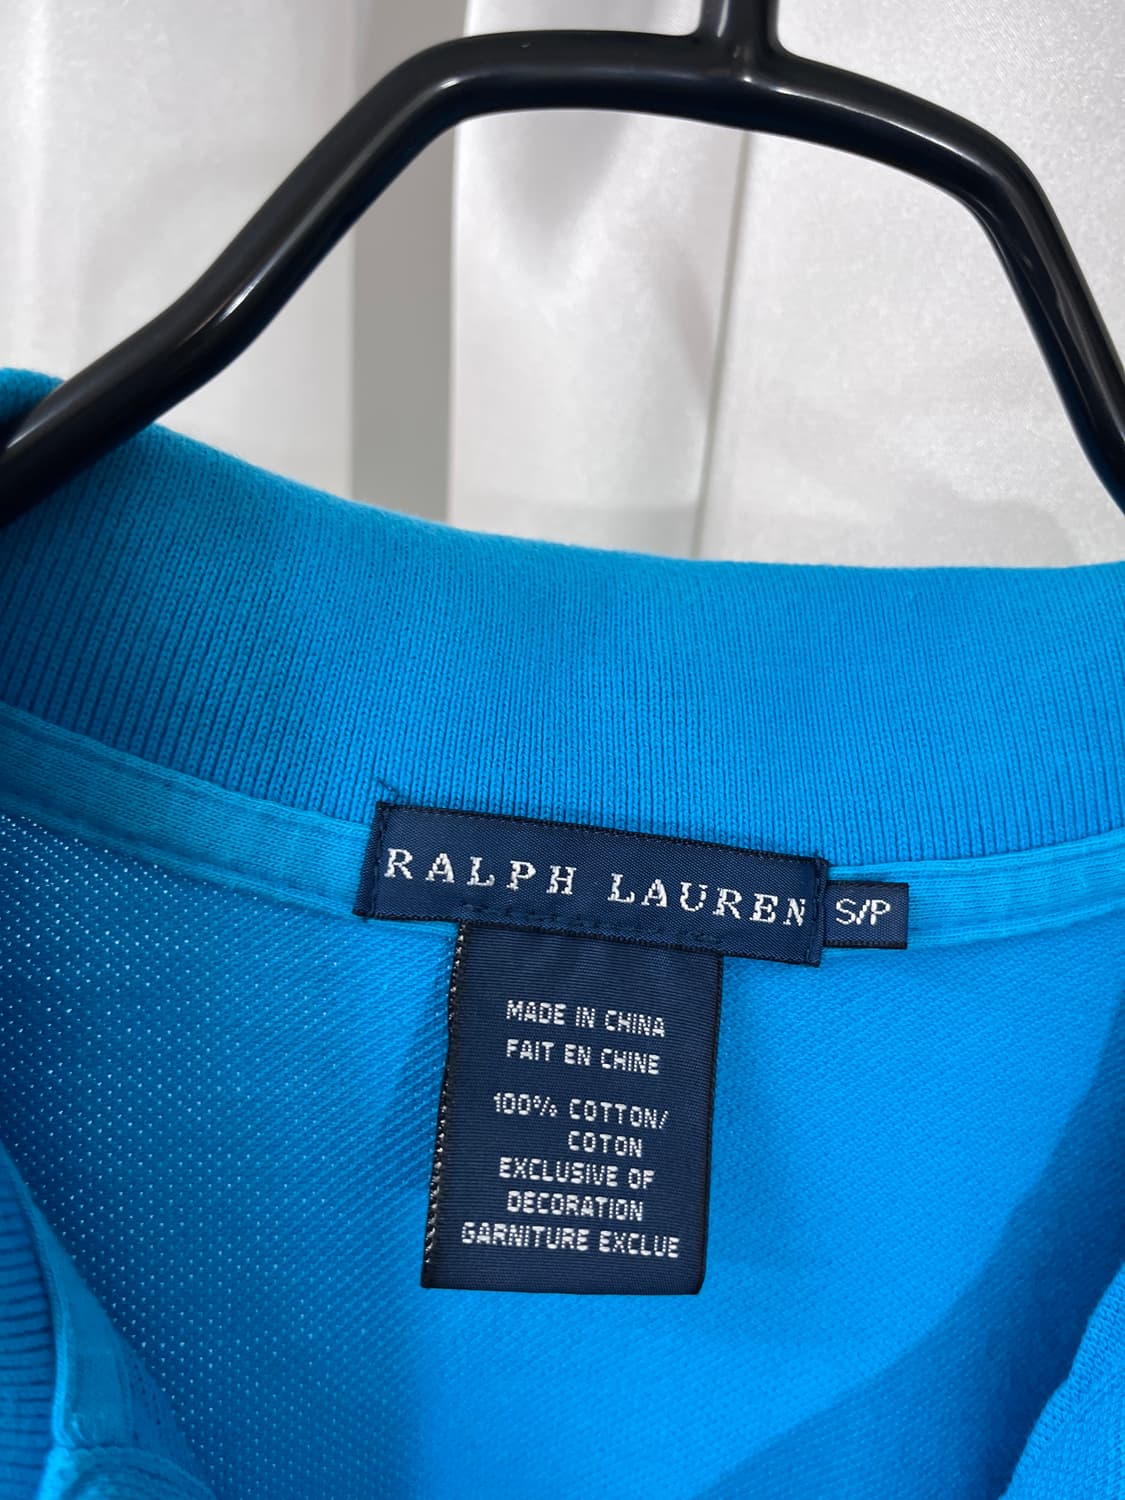 RALPH LAUREN
S/P
MADE IN CHINA
FAIT EN CHINE
100% COTTON/
COTON
EXCLUSIVE OF
DECORATION
GARNITURE EXCLUE